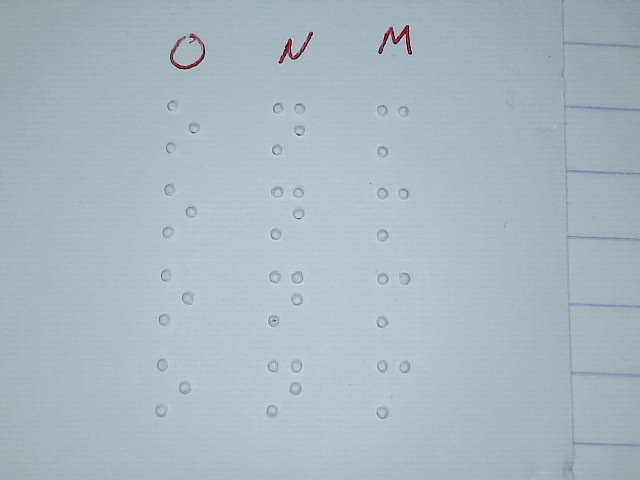 O N M
⠕ ⠝ ⠍
⠕ ⠝ ⠍
⠕ ⠝ ⠍
⠕ ⠝ ⠍